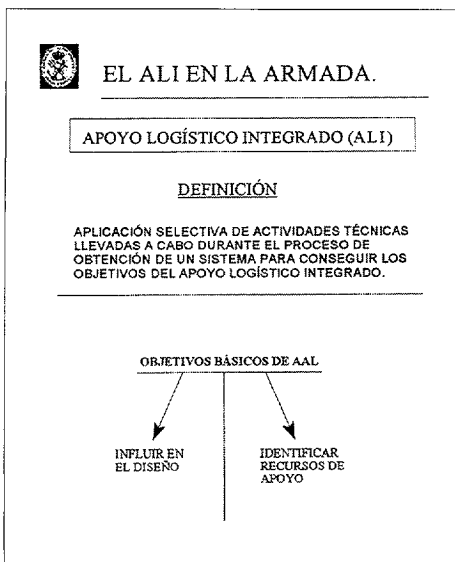 EL ALI EN LA ARMADA.
APOYO LOGÍSTICO INTEGRADO (ALI)
DEFINICIÓN
APLICACIÓN SELECTIVA DE ACTIVIDADES TÉCNICAS
LLEVADAS A CABO DURANTE EL PROCESO DE
OBTENCIÓN DE UN SISTEMA PARA CONSEGUIR LOS
OBJETIVOS DEL APOYO LOGÍSTICO INTEGRADO.
OBJETIVOS BÁSICOS DE AAL
INFLUIR EN
EL DISEÑO
IDENTIFICAR
RECURSOS DE
APOYO